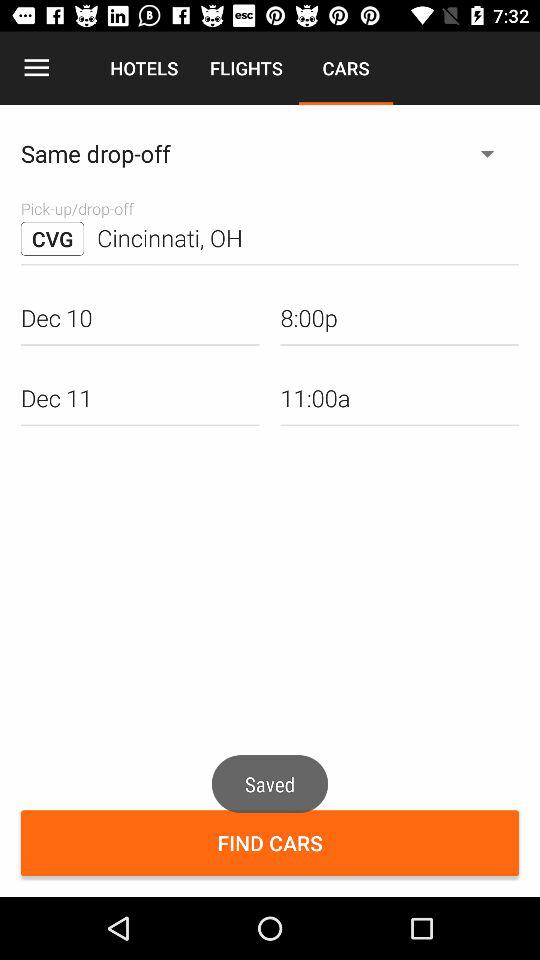 esc 7:32
HOTELS FLIGHTS CARS
Same drop-off
Pick-up/drop-off
CVG Cincinnati, OH
Dec 10 8:00p
Dec 11 11:00a
Saved
FIND CARS